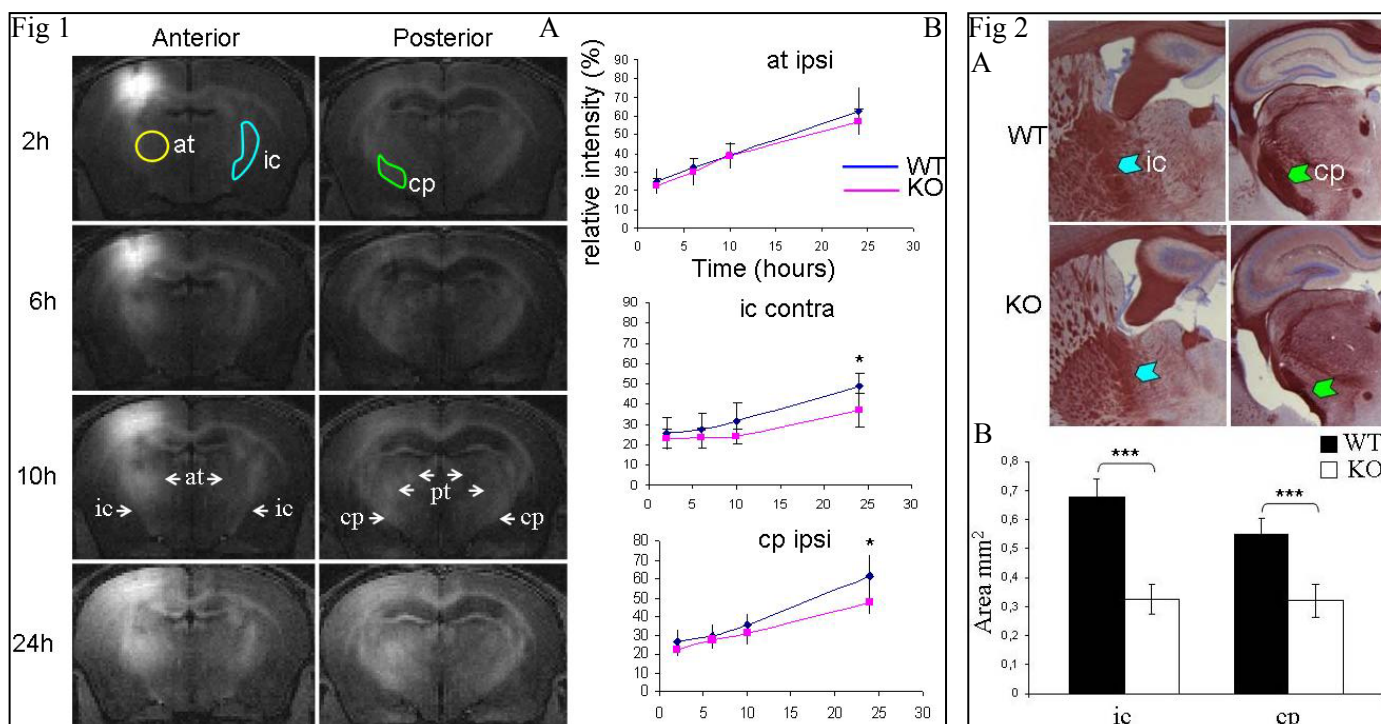 Fig 1
Anterior Posterior A
2h
at
ic
cp
6h
10h
at
ic ic
pt
cp cp
24h
B
relative intensity (%)
at ipsi
90
80
70
60
50
40
30
20
10
0
WT
KO
0 5 10 15 20 25 30
Time (hours)
ic contra
90
80
70
60
50
40
30
20
10
0
*
0 5 10 15 20 25 30
cp ipsi
80
70
60
50
40
30
20
10
0
*
0 5 10 15 20 25 30
Fig 2
A
WT
ic
cp
KO
B
WT
KO
Area mm²
0,8
0,7
0,6
0,5
0,4
0,3
0,2
0,1
0
***
***
ic cp